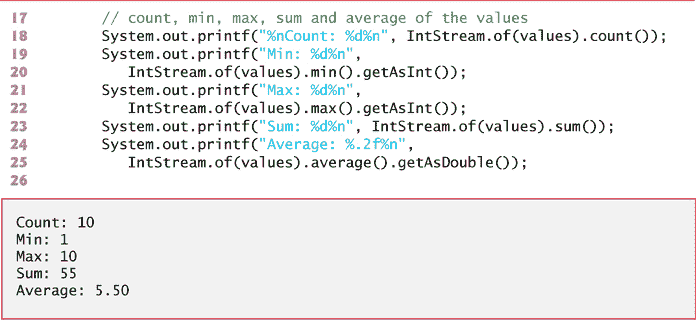 17 // count, min, max, sum and average of the values
18 System.out.printf("%nCount: %d%n", IntStream.of(values).count());
19 System.out.printf("Min: %d%n",
20 IntStream.of(values).min().getAsInt());
21 System.out.printf("Max: %d%n",
22 IntStream.of(values).max().getAsInt());
23 System.out.printf("Sum: %d%n", IntStream.of(values).sum());
24 System.out.printf("Average: %.2f%n",
25 IntStream.of(values).average().getAsDouble());
26
Count: 10
Min: 1
Max: 10
Sum: 55
Average: 5.50